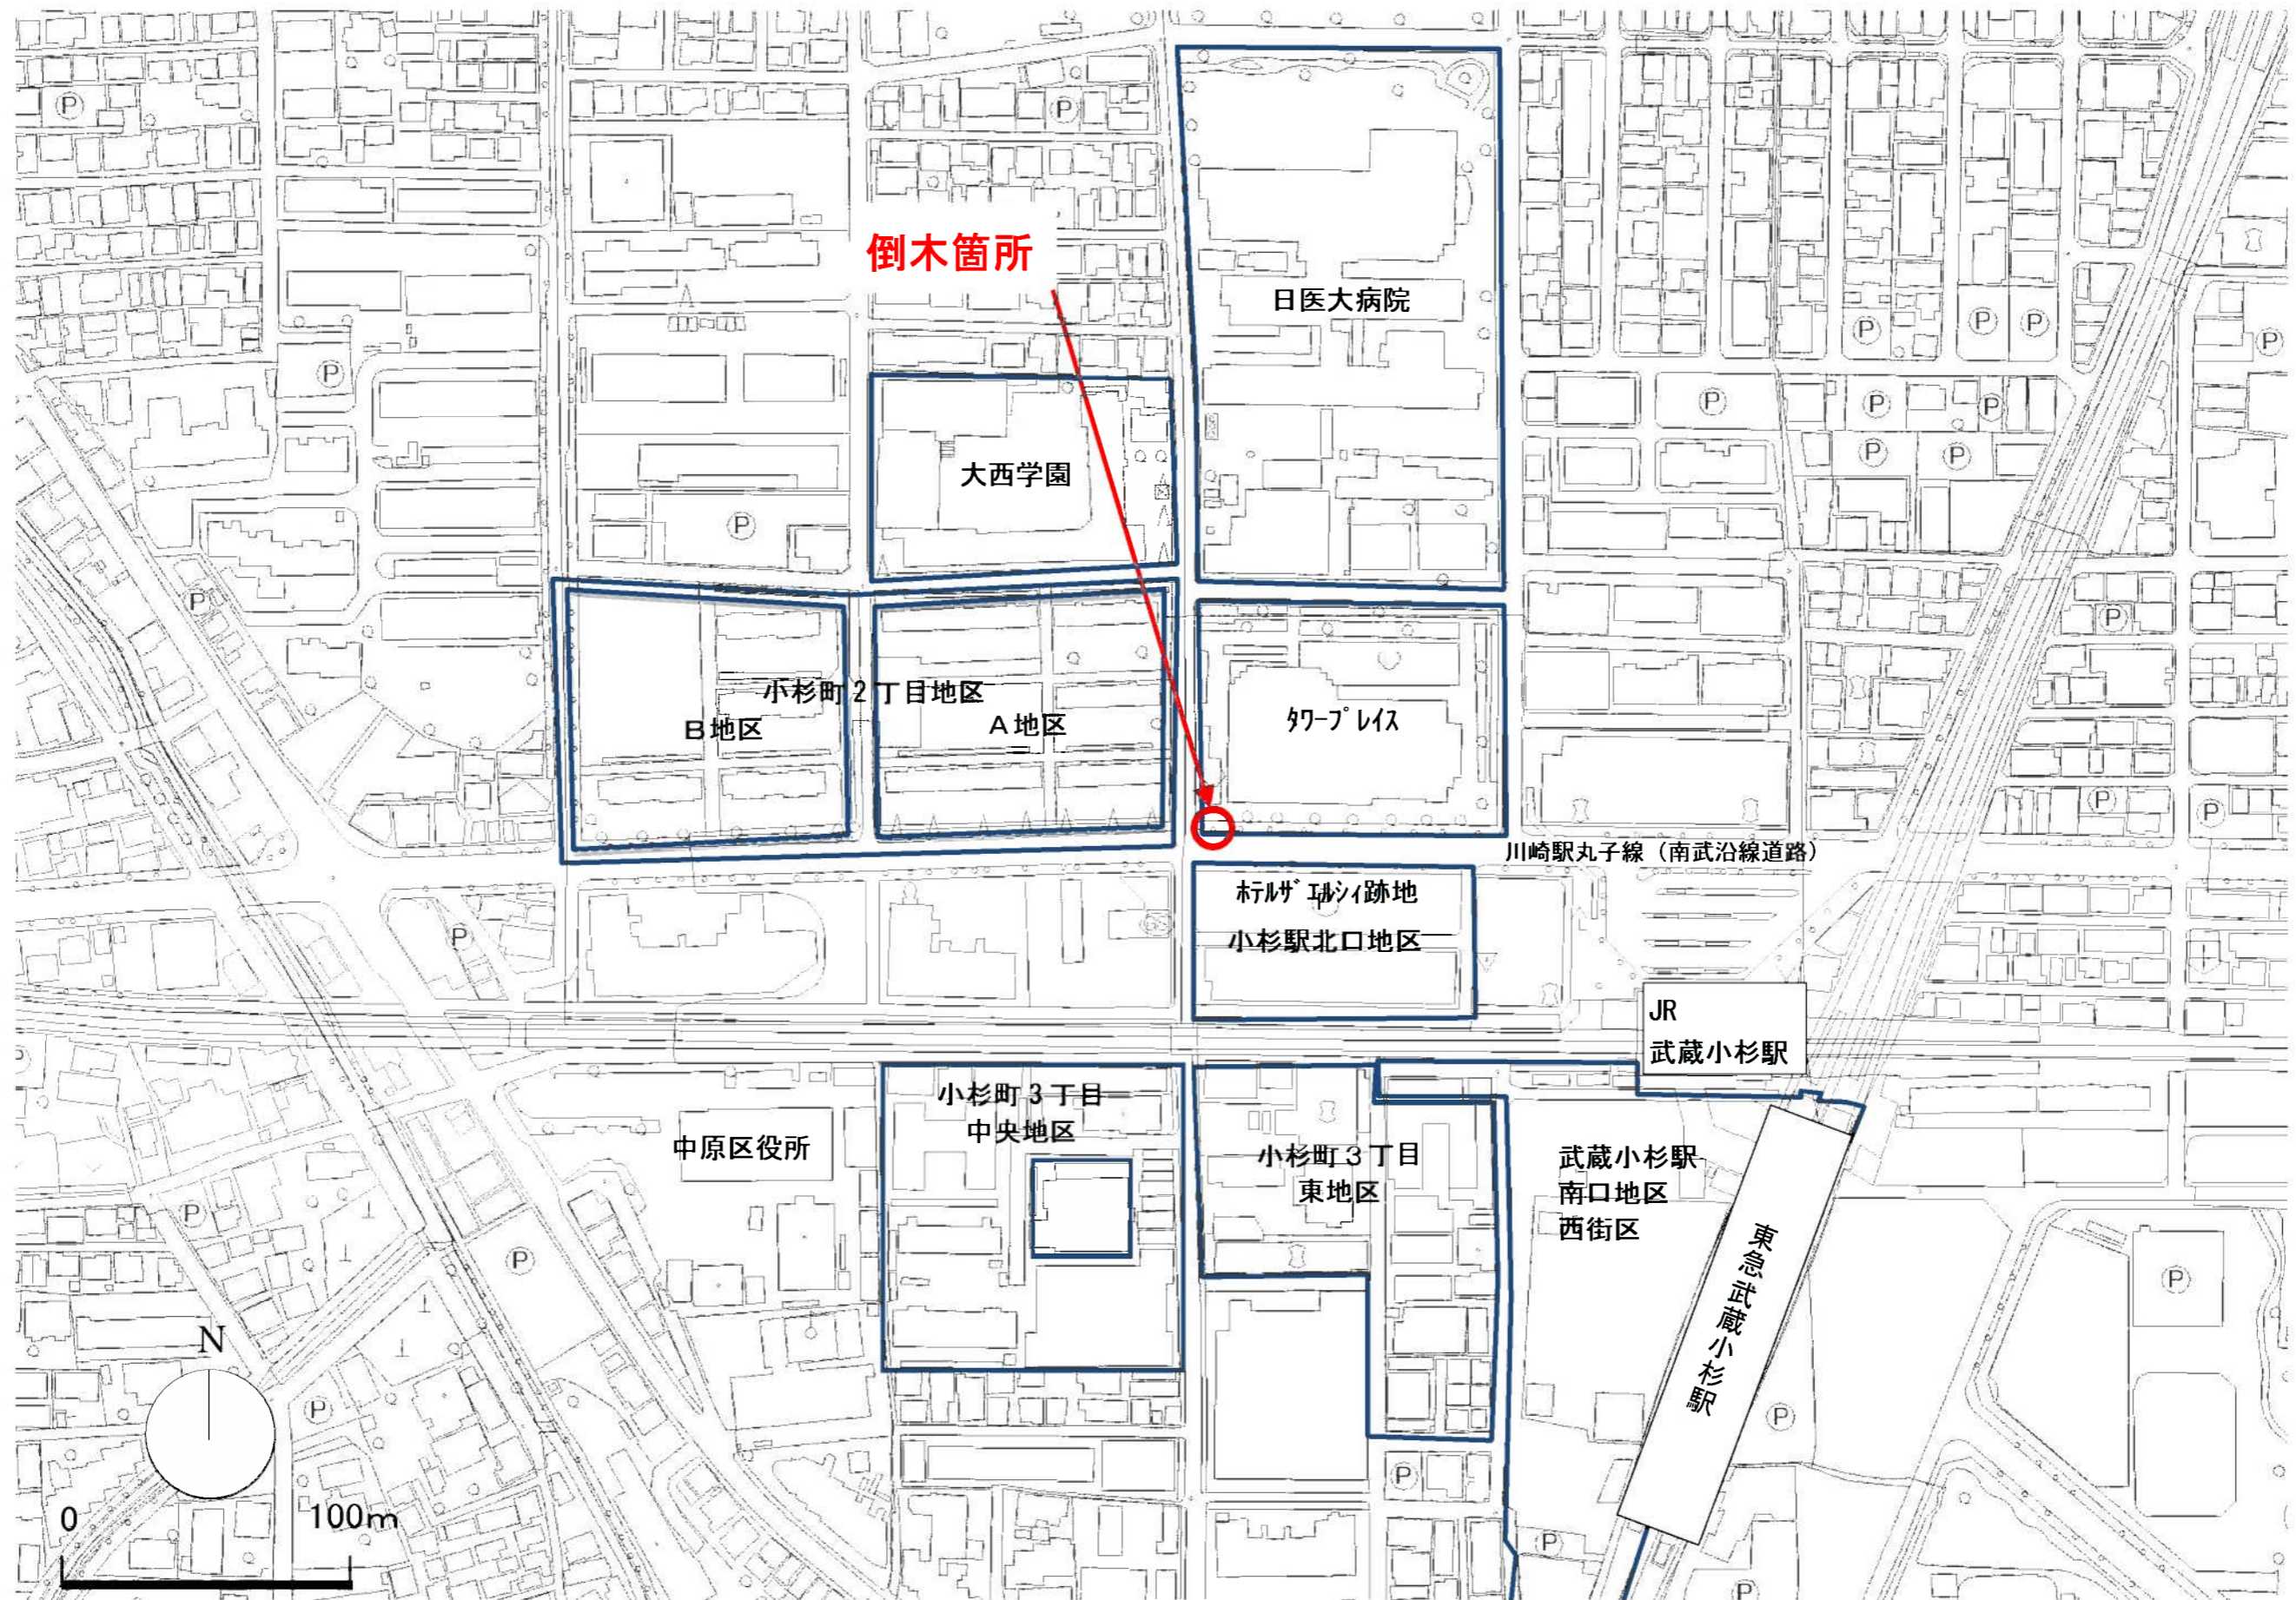 P
P
倒木箇所
日医大病院
P
P
P
P
P
P
P
P
大西学園
P
P
P
P
P
P
小杉町2丁目地区
B地区
A地区
タワープレイス
P
P
川崎駅丸子線（南武沿線道路）
ホテルザエルシィ跡地
P
小杉駅北口地区
P
JR
武蔵小杉駅
小杉町3丁目
中央地区
中原区役所
小杉町3丁目
東地区
武蔵小杉駅
南口地区
西街区
P
P
東急武蔵小杉駅
P
N
P
P
P
0
100m
P
P